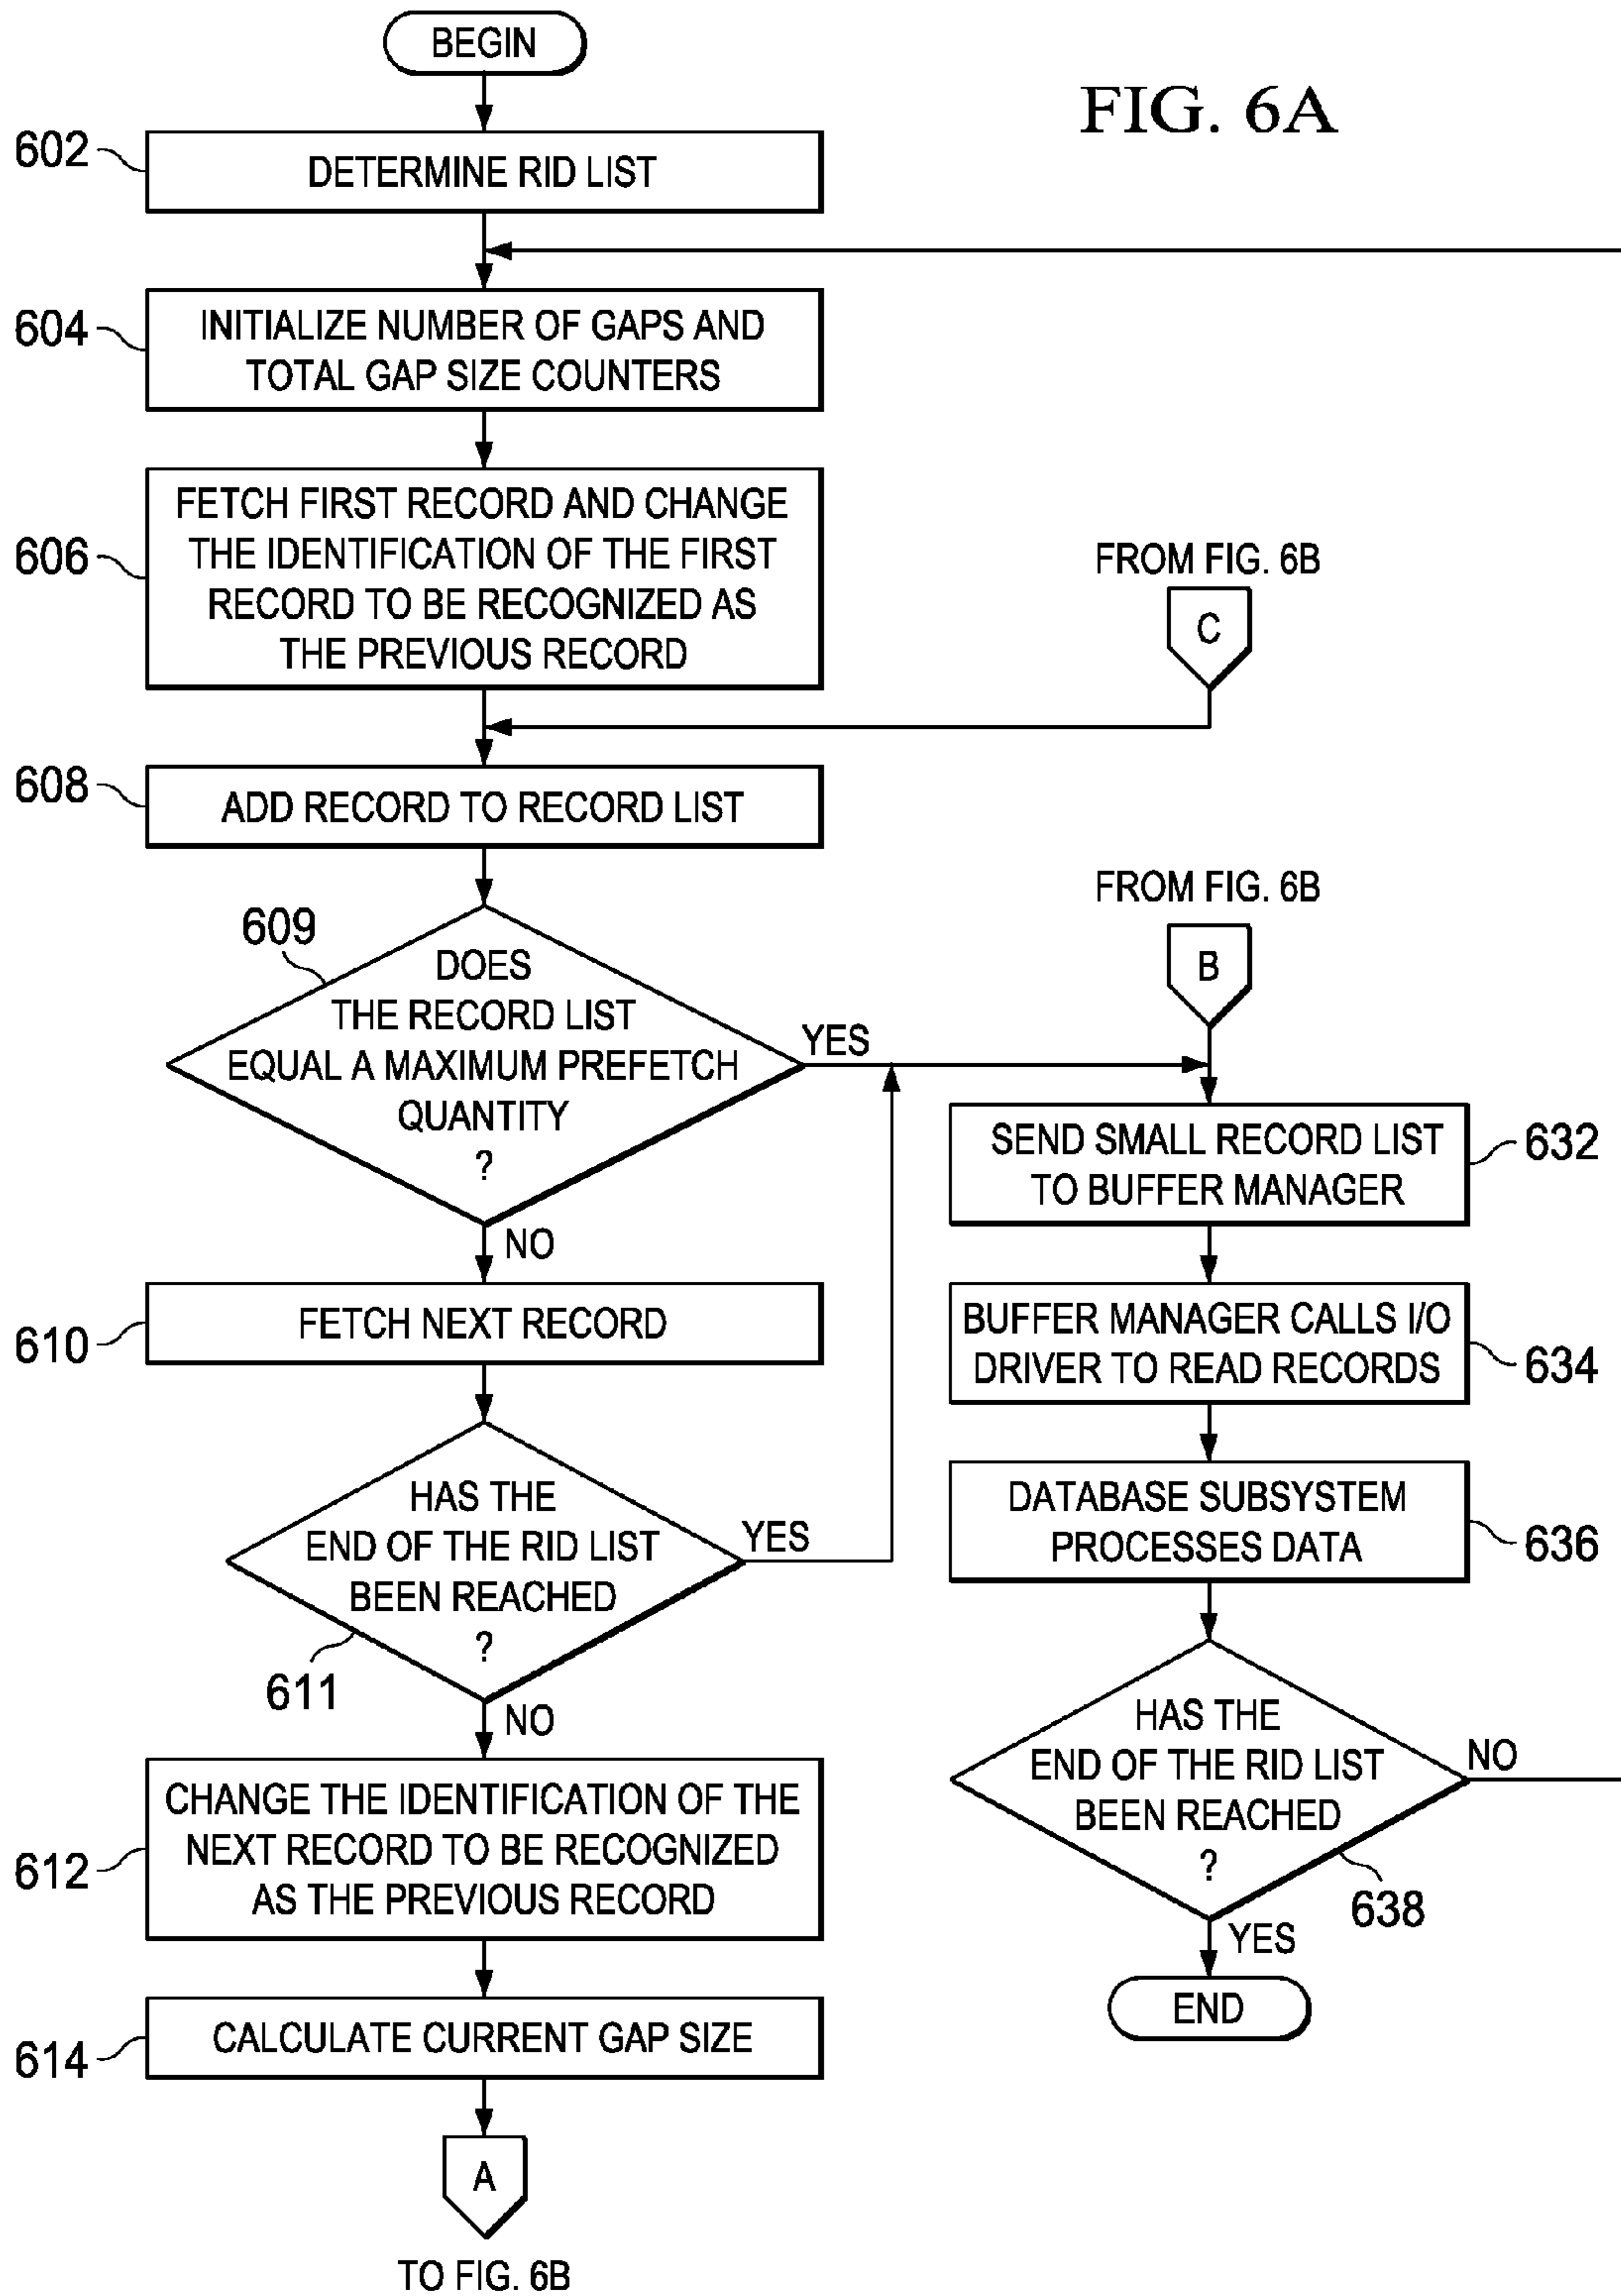 BEGIN
FIG. 6A
602
DETERMINE RID LIST
604
INITIALIZE NUMBER OF GAPS AND
TOTAL GAP SIZE COUNTERS
606
FETCH FIRST RECORD AND CHANGE
THE IDENTIFICATION OF THE FIRST
RECORD TO BE RECOGNIZED AS
THE PREVIOUS RECORD
FROM FIG. 6B
C
608
ADD RECORD TO RECORD LIST
609
DOES
THE RECORD LIST
EQUAL A MAXIMUM PREFETCH
QUANTITY
?
YES
NO
610
FETCH NEXT RECORD
HAS THE
END OF THE RID LIST
BEEN REACHED
?
611
YES
NO
612
CHANGE THE IDENTIFICATION OF THE
NEXT RECORD TO BE RECOGNIZED
AS THE PREVIOUS RECORD
614
CALCULATE CURRENT GAP SIZE
A
TO FIG. 6B
FROM FIG. 6B
B
SEND SMALL RECORD LIST
TO BUFFER MANAGER
632
BUFFER MANAGER CALLS I/O
DRIVER TO READ RECORDS
634
DATABASE SUBSYSTEM
PROCESSES DATA
636
HAS THE
END OF THE RID LIST
BEEN REACHED
?
NO
638
YES
END